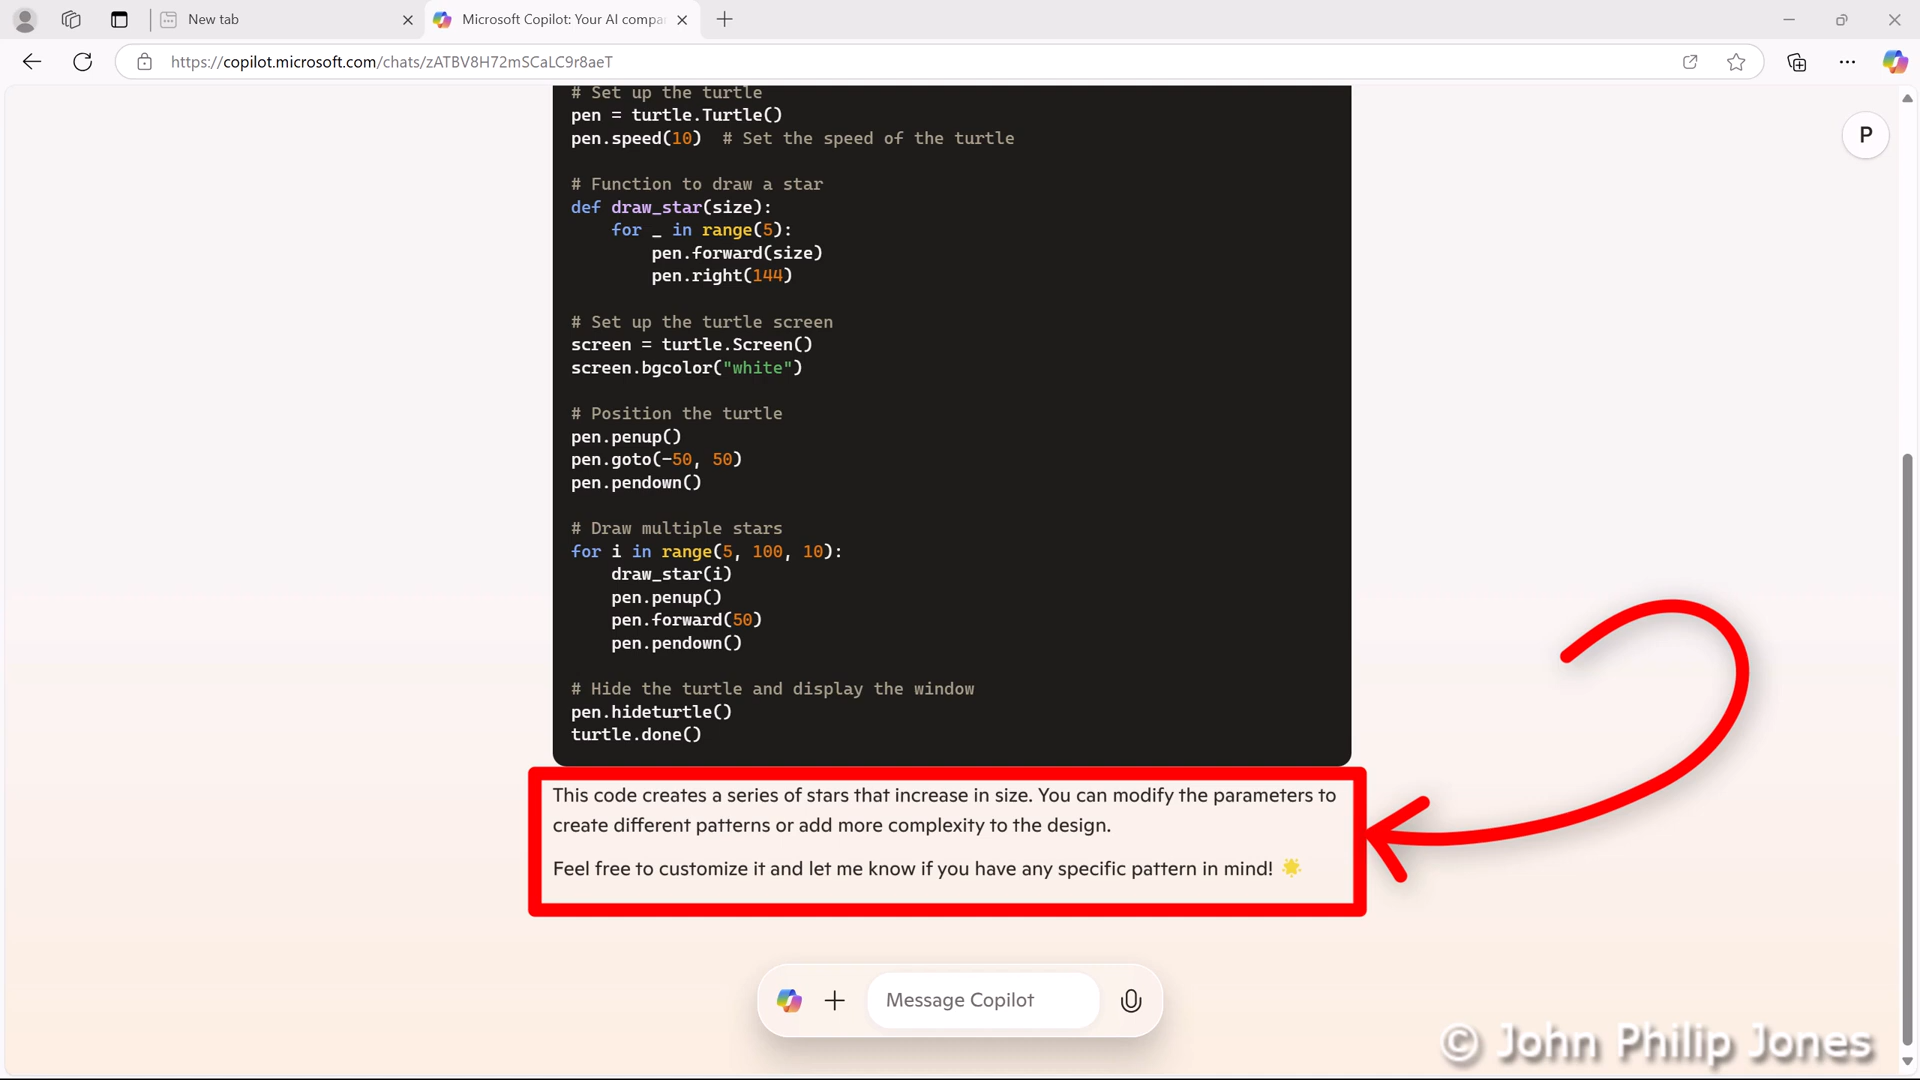 New tab
Microsoft Copilot: Your AI compa
https://copilot.microsoft.com/chats/zATBV8H72mSCaLC9r8aeT
P
# Set up the turtle
pen = turtle.Turtle()
pen.speed(10)  # Set the speed of the turtle
# Function to draw a star
def draw_star(size):
    for _ in range(5):
        pen.forward(size)
        pen.right(144)
# Set up the turtle screen
screen = turtle.Screen()
screen.bgcolor("white")
# Position the turtle
pen.penup()
pen.goto(-50, 50)
pen.pendown()
# Draw multiple stars
for i in range(5, 100, 10):
    draw_star(i)
    pen.penup()
    pen.forward(50)
    pen.pendown()
# Hide the turtle and display the window
pen.hideturtle()
turtle.done()
This code creates a series of stars that increase in size. You can modify the parameters to
create different patterns or add more complexity to the design.
Feel free to customize it and let me know if you have any specific pattern in mind! 🌟
Message Copilot
© John Philip Jones